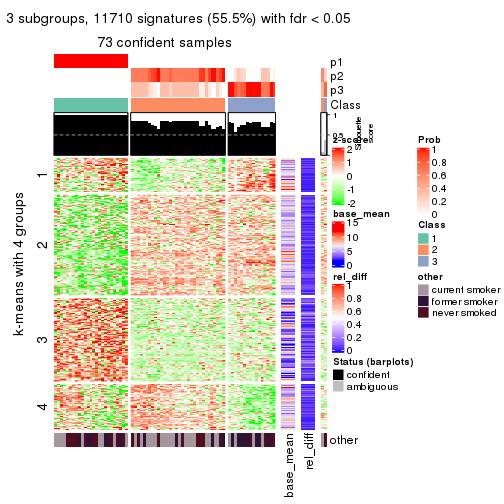 3 subgroups, 11710 signatures (55.5%) with fdr < 0.05
73 confident samples
p1
p2
p3
Class
1
0.5
0
Silhouette
score
k-means with 4 groups
1
2
3
4
z-score
2
1
0
-1
-2
base_mean
15
10
5
0
rel_diff
1
0.8
0.6
0.4
0.2
0
Status (barplots)
confident
ambiguous
Prob
1
0.8
0.6
0.4
0.2
0
Class
1
2
3
other
current smoker
former smoker
never smoked
other
base_mean
rel_diff